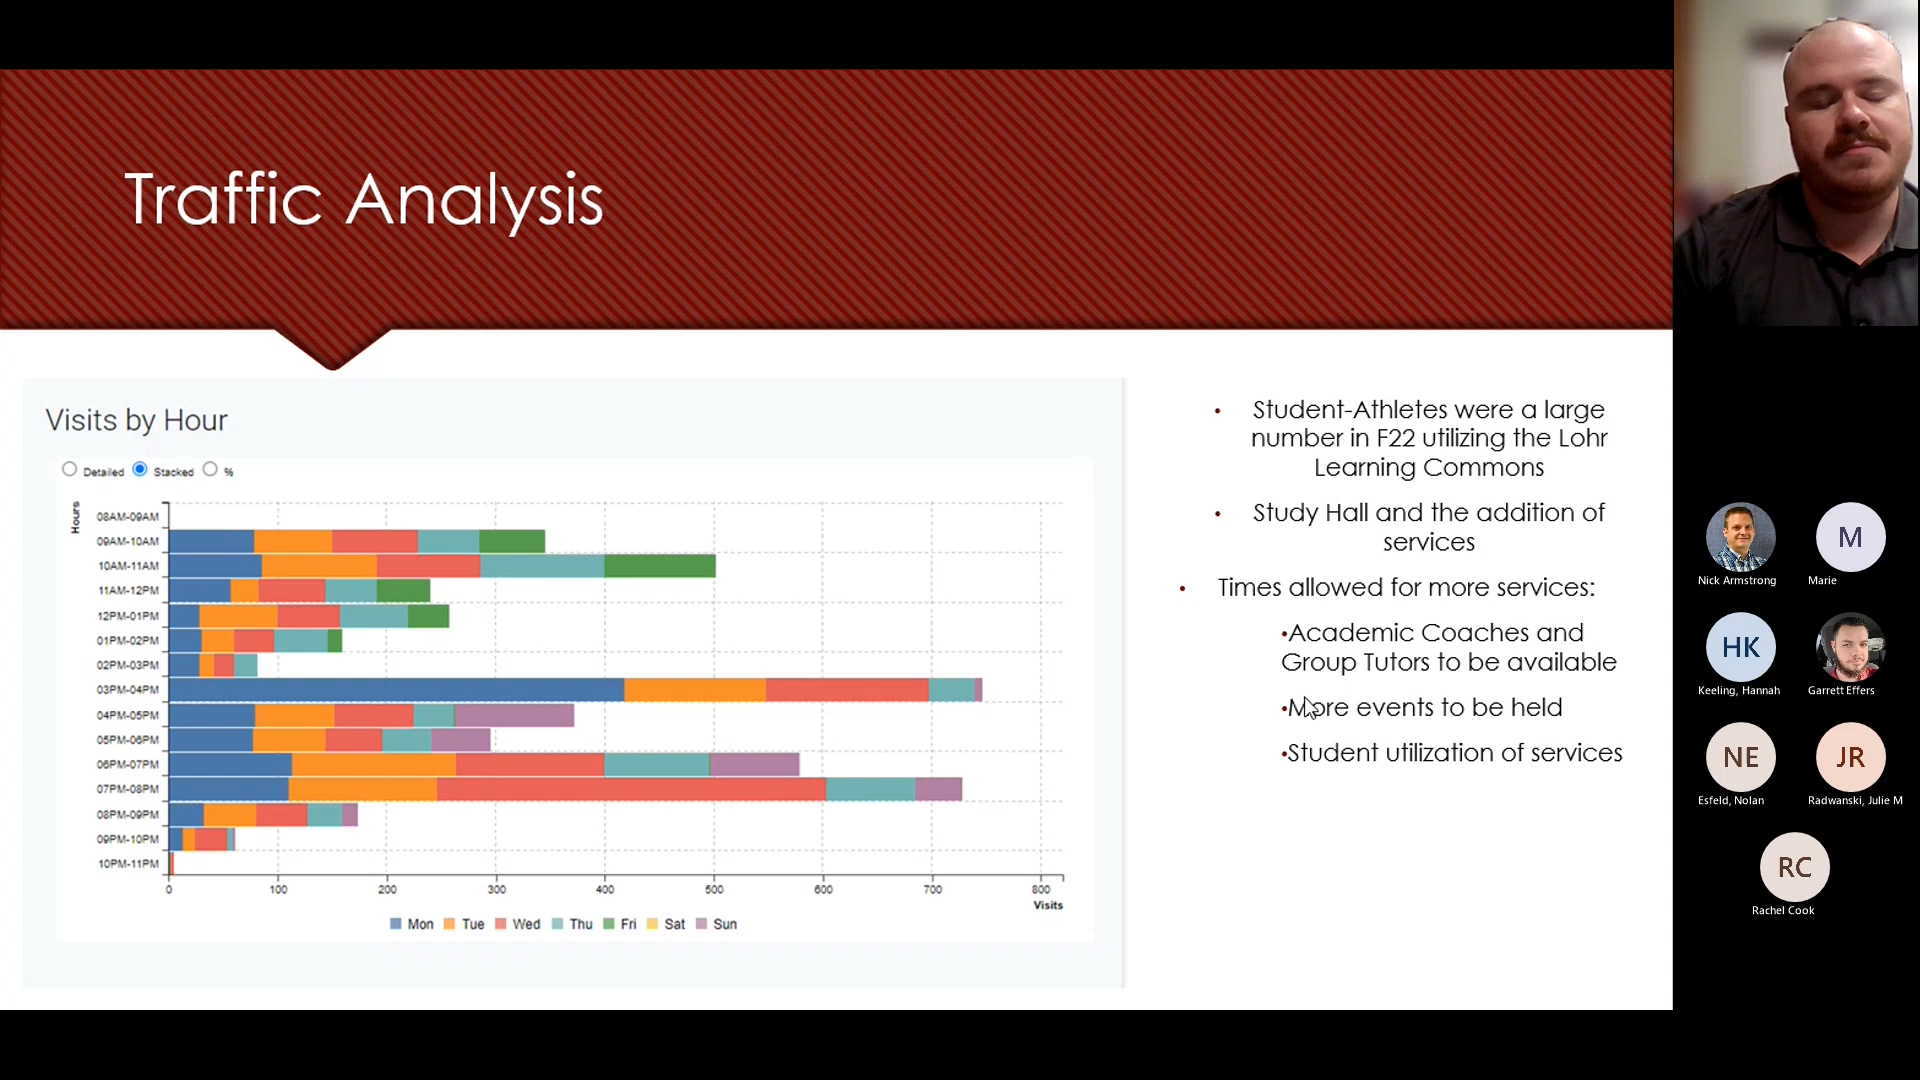 Traffic Analysis
Visits by Hour
Detailed Stacked %
Hours
08AM-09AM
09AM-10AM
10AM-11AM
11AM-12PM
12PM-01PM
01PM-02PM
02PM-03PM
03PM-04PM
04PM-05PM
05PM-06PM
06PM-07PM
07PM-08PM
08PM-09PM
09PM-10PM
10PM-11PM
0 100 200 300 400 500 600 700 800
Visits
Mon Tue Wed Thu Fri Sat Sun
• Student-Athletes were a large
number in F22 utilizing the Lohr
Learning Commons
• Study Hall and the addition of
services
• Times allowed for more services:
•Academic Coaches and
Group Tutors to be available
•More events to be held
•Student utilization of services
M
Nick Armstrong Marie
HK
Keeling, Hannah Garrett Effers
NE JR
Esfeld, Nolan Radwanski, Julie M
RC
Rachel Cook